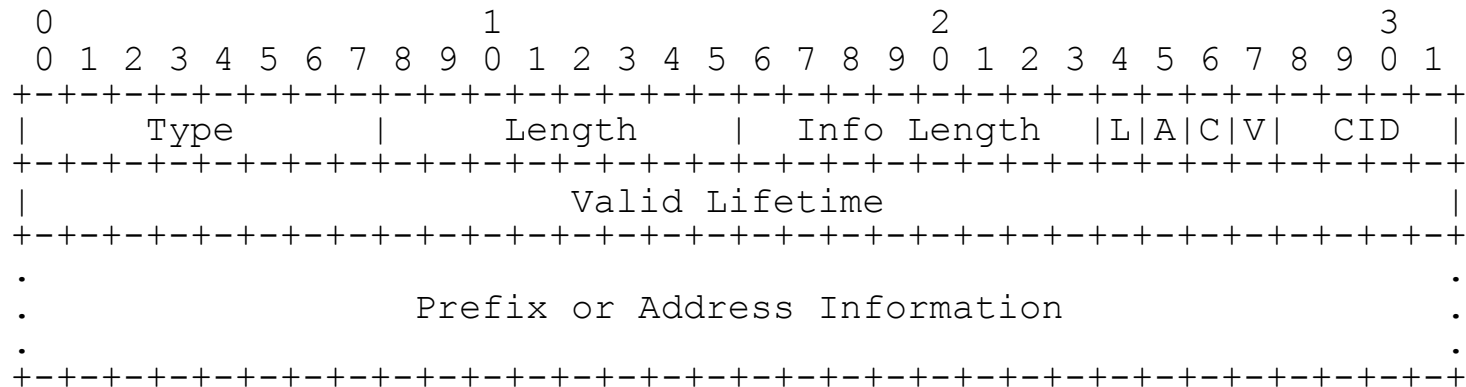 0                   1                   2                   3
 0 1 2 3 4 5 6 7 8 9 0 1 2 3 4 5 6 7 8 9 0 1 2 3 4 5 6 7 8 9 0 1
+-+-+-+-+-+-+-+-+-+-+-+-+-+-+-+-+-+-+-+-+-+-+-+-+-+-+-+-+-+-+-+-+
|     Type      |     Length    |  Info Length  |L|A|C|V|  CID  |
+-+-+-+-+-+-+-+-+-+-+-+-+-+-+-+-+-+-+-+-+-+-+-+-+-+-+-+-+-+-+-+-+
|                        Valid Lifetime                         |
+-+-+-+-+-+-+-+-+-+-+-+-+-+-+-+-+-+-+-+-+-+-+-+-+-+-+-+-+-+-+-+-+
.                                                               .
.                 Prefix or Address Information                 .
.                                                               .
+-+-+-+-+-+-+-+-+-+-+-+-+-+-+-+-+-+-+-+-+-+-+-+-+-+-+-+-+-+-+-+-+